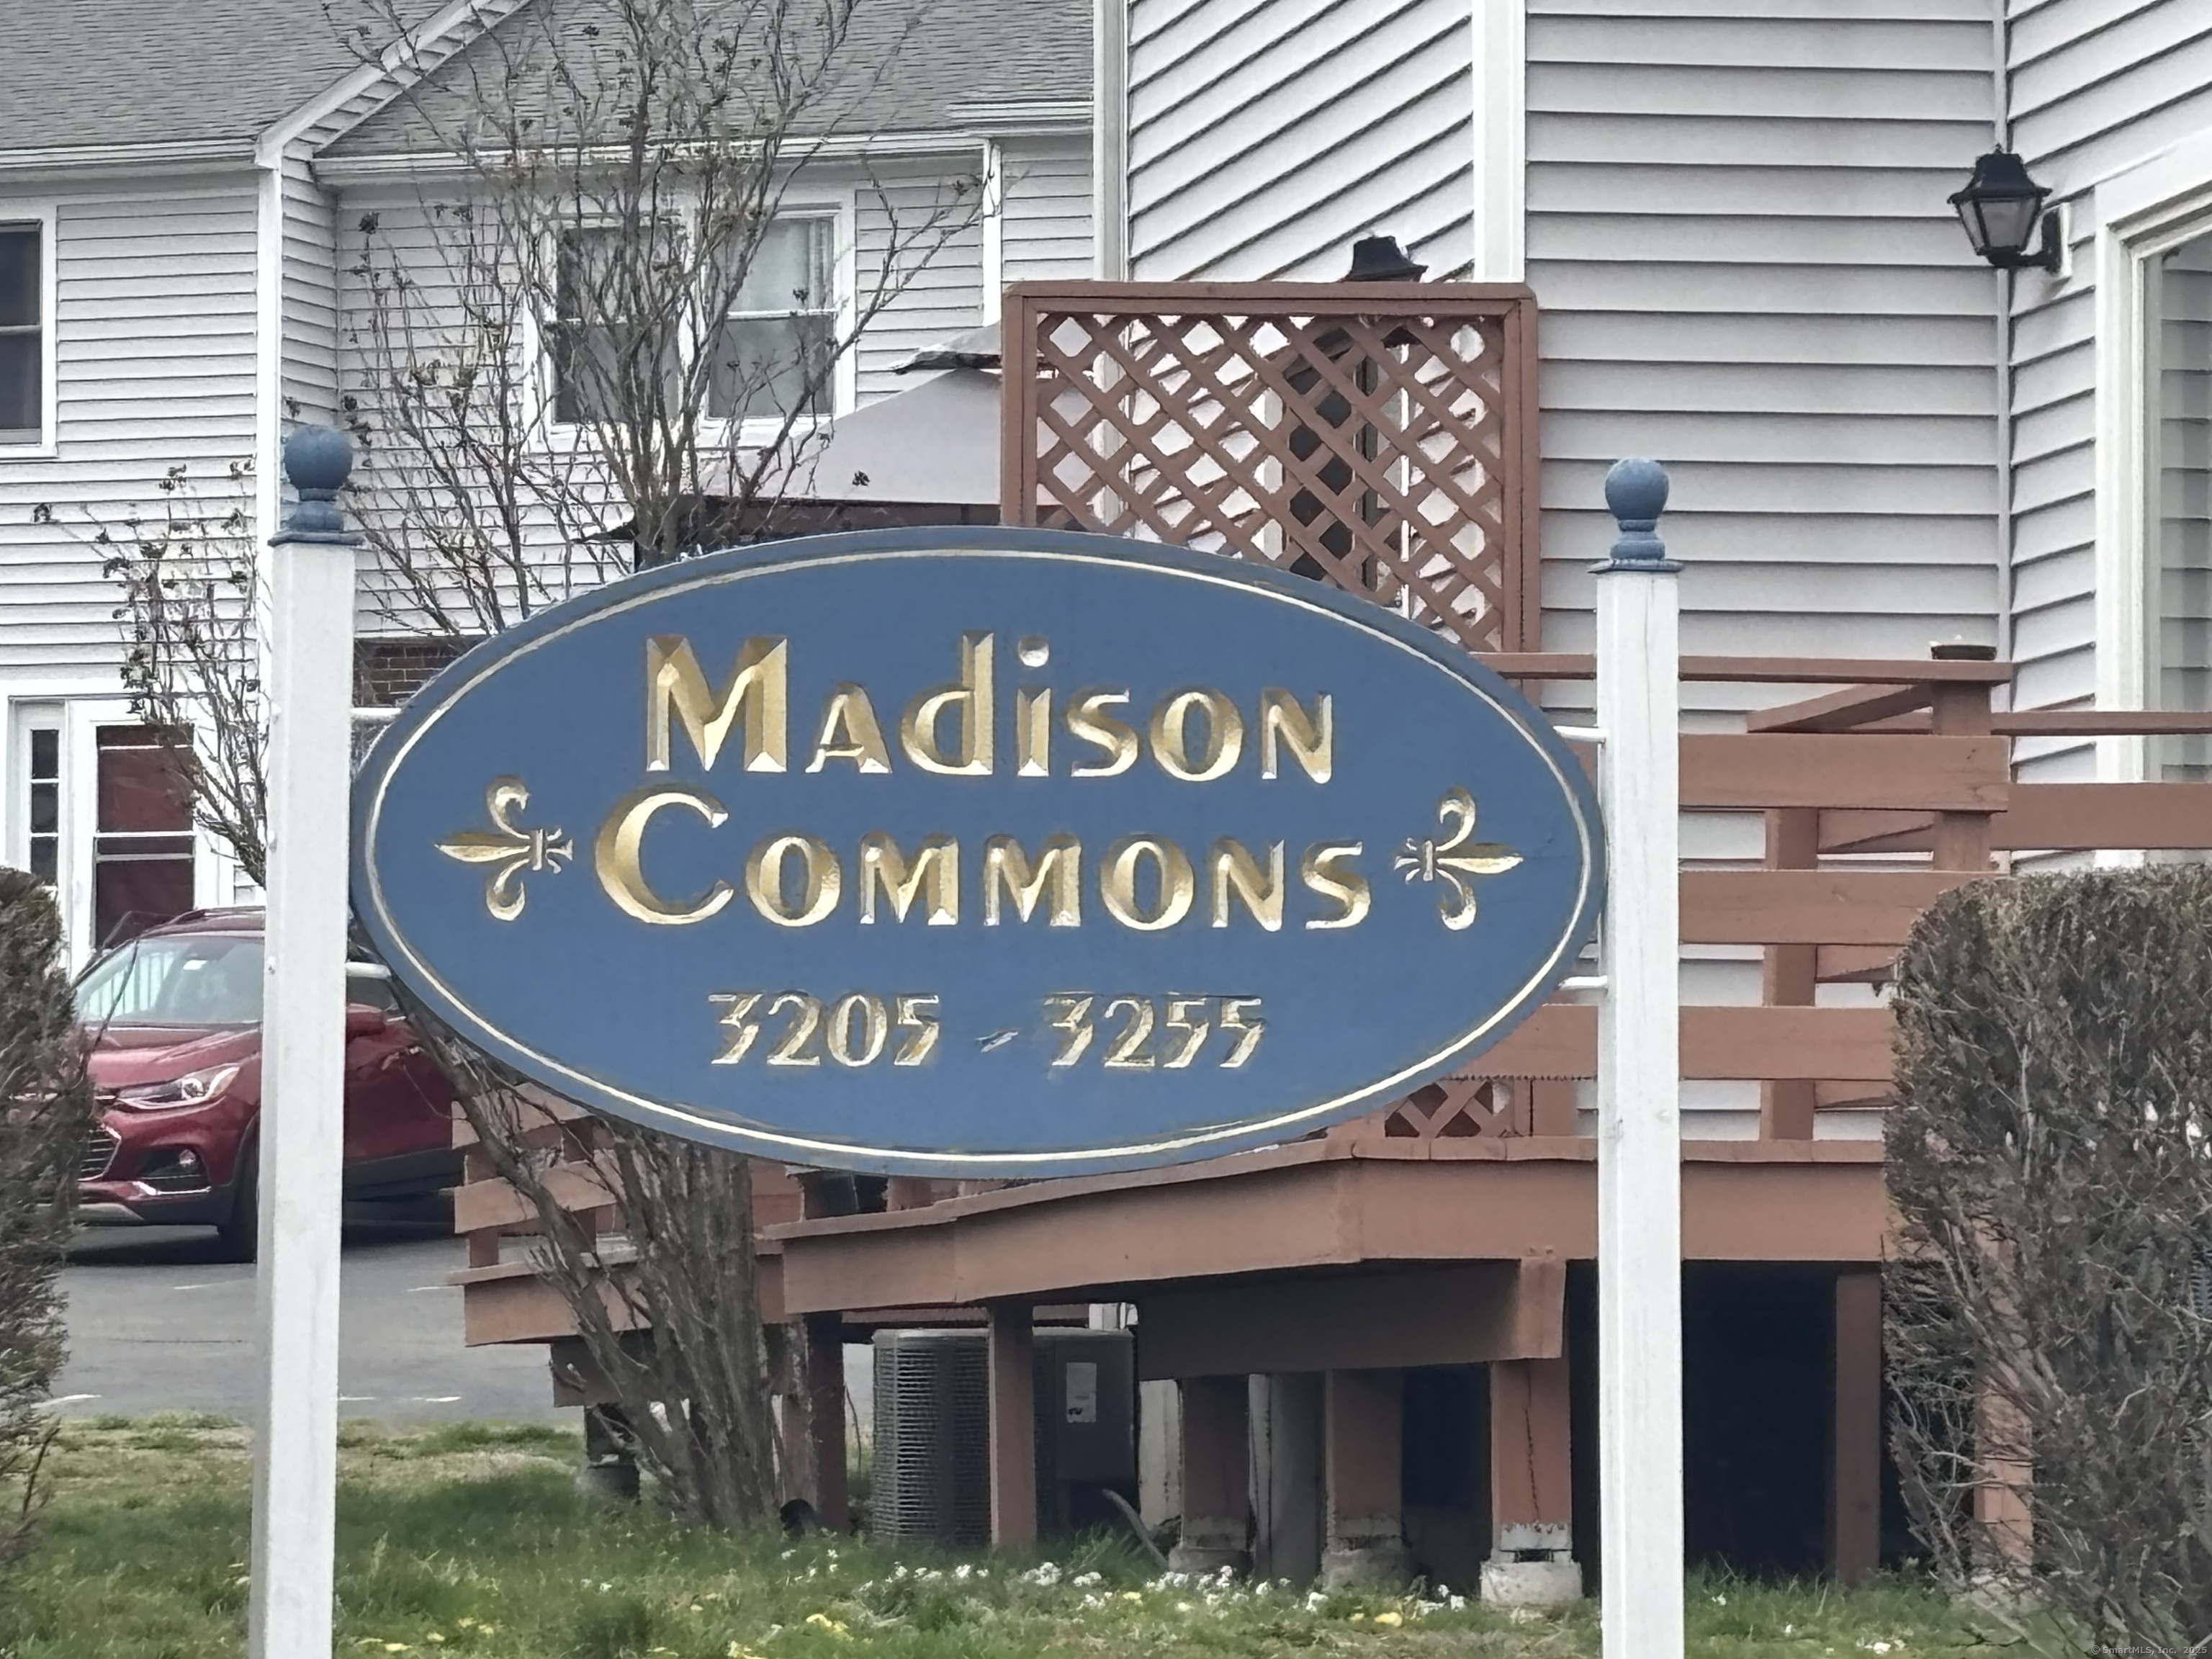 Madison
Commons
3205 - 3255
© SmartMLS, Inc. 2025